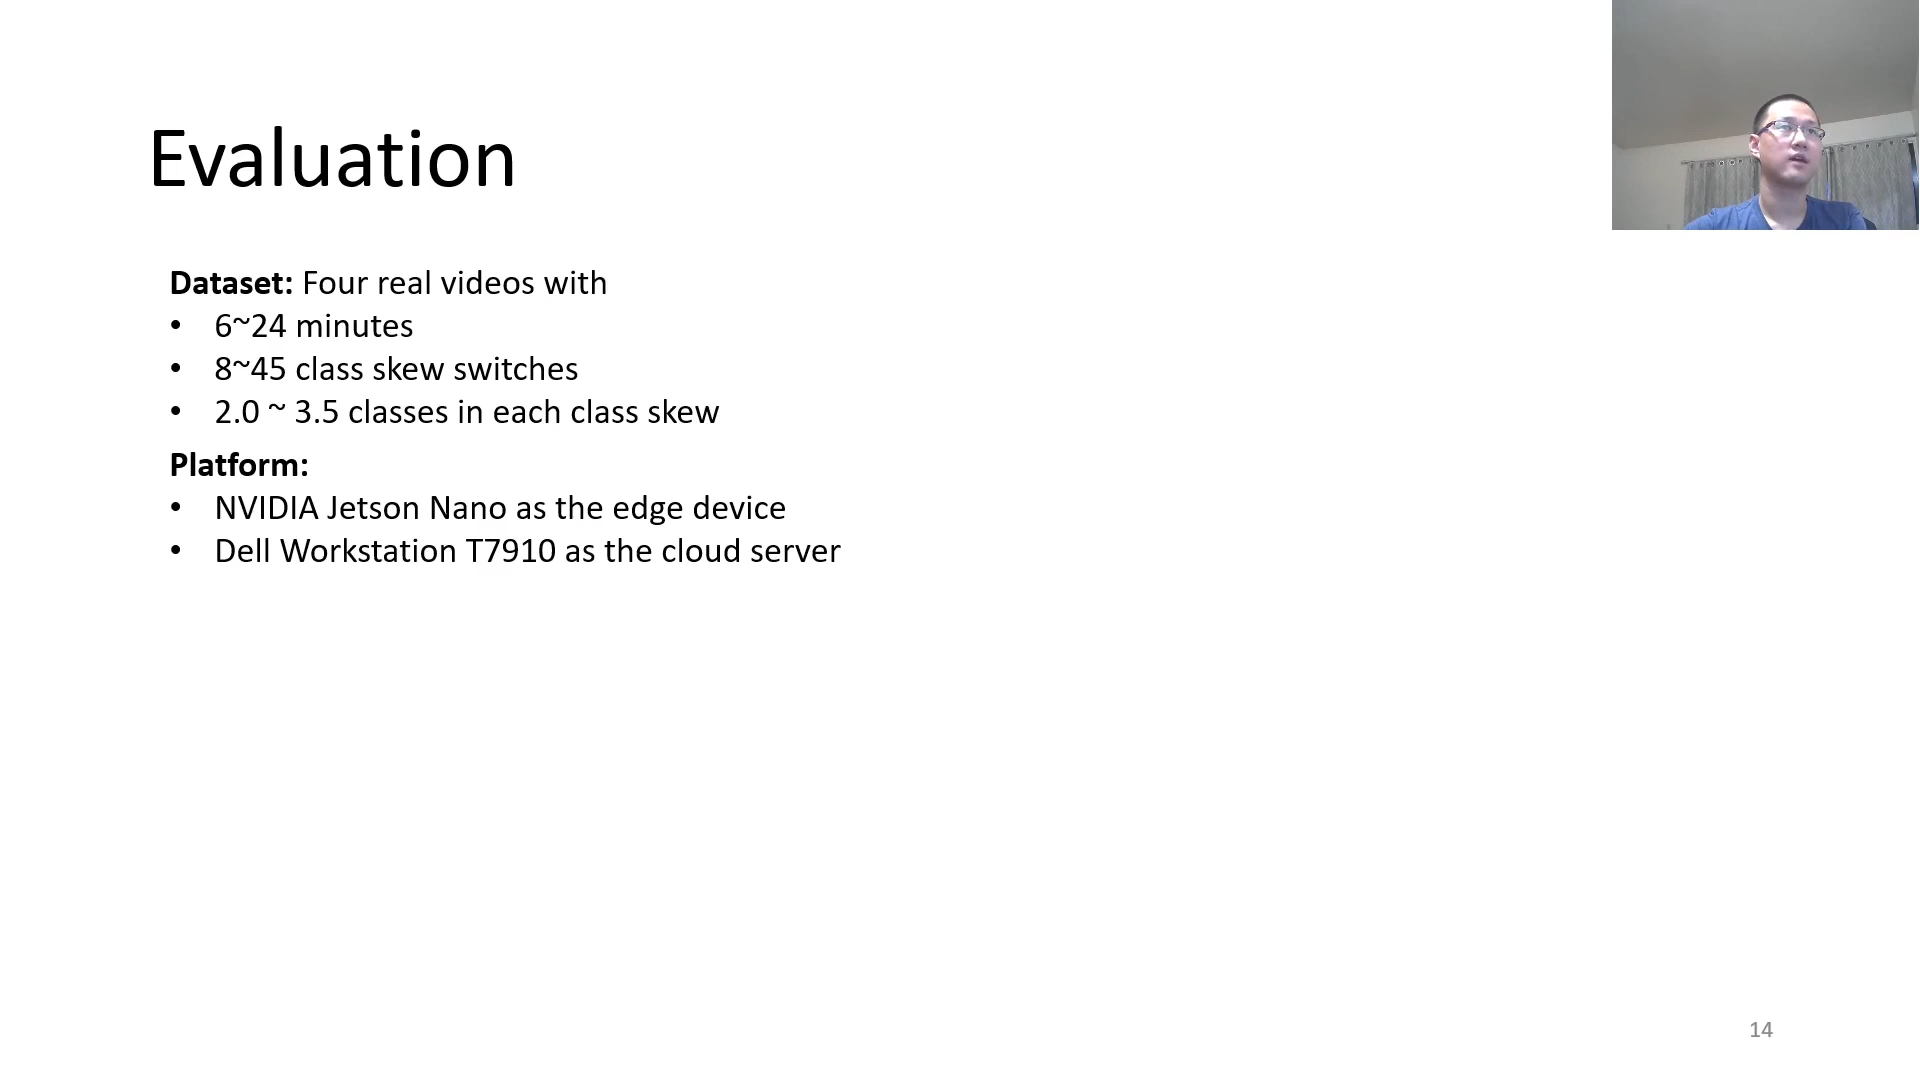 Evaluation
Dataset: Four real videos with
• 6~24 minutes
• 8~45 class skew switches
• 2.0 ~ 3.5 classes in each class skew
Platform:
• NVIDIA Jetson Nano as the edge device
• Dell Workstation T7910 as the cloud server
14